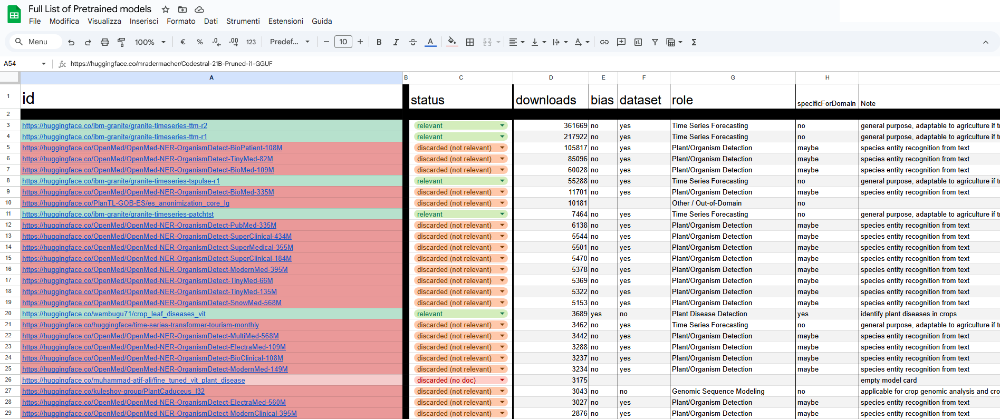 Full List of Pretrained models
File Modifica Visualizza Inserisci Formato Dati Strumenti Estensioni Guida
Menu 100% € % .0 .00 123 Predef... − 10 + B I S A
A54 fx https://huggingface.co/mradermacher/Codestral-21B-Pruned-i1-GGUF
A B C D E F G H
1 id status downloads bias dataset role specificForDomain Note
2
3 https://huggingface.co/ibm-granite/granite-timeseries-ttm-r2 relevant 361669 no yes Time Series Forecasting no general purpose, adaptable to agriculture if
4 https://huggingface.co/ibm-granite/granite-timeseries-ttm-r1 relevant 217922 no yes Time Series Forecasting no general purpose, adaptable to agriculture if
5 https://huggingface.co/OpenMed/OpenMed-NER-OrganismDetect-BioPatient-108M discarded (not relevant) 105817 no yes Plant/Organism Detection maybe species entity recognition from text
6 https://huggingface.co/OpenMed/OpenMed-NER-OrganismDetect-TinyMed-82M discarded (not relevant) 85096 no yes Plant/Organism Detection maybe species entity recognition from text
7 https://huggingface.co/OpenMed/OpenMed-NER-OrganismDetect-BioMed-109M discarded (not relevant) 60028 no yes Plant/Organism Detection maybe species entity recognition from text
8 https://huggingface.co/ibm-granite/granite-timeseries-tspulse-r1 relevant 55288 no yes Time Series Forecasting no general purpose, adaptable to agriculture if
9 https://huggingface.co/OpenMed/OpenMed-NER-OrganismDetect-BioMed-335M discarded (not relevant) 11701 no yes Plant/Organism Detection maybe species entity recognition from text
10 https://huggingface.co/PlanTL-GOB-ES/es_anonimization_core_lg discarded (not relevant) 10181 Other / Out-of-Domain no
11 https://huggingface.co/ibm-granite/granite-timeseries-patchtst relevant 7464 no yes Time Series Forecasting no general purpose, adaptable to agriculture if
12 https://huggingface.co/OpenMed/OpenMed-NER-OrganismDetect-PubMed-335M discarded (not relevant) 6138 no yes Plant/Organism Detection maybe species entity recognition from text
13 https://huggingface.co/OpenMed/OpenMed-NER-OrganismDetect-SuperClinical-434M discarded (not relevant) 5544 no yes Plant/Organism Detection maybe species entity recognition from text
14 https://huggingface.co/OpenMed/OpenMed-NER-OrganismDetect-SuperMedical-355M discarded (not relevant) 5501 no yes Plant/Organism Detection maybe species entity recognition from text
15 https://huggingface.co/OpenMed/OpenMed-NER-OrganismDetect-SuperClinical-184M discarded (not relevant) 5470 no yes Plant/Organism Detection maybe species entity recognition from text
16 https://huggingface.co/OpenMed/OpenMed-NER-OrganismDetect-ModernMed-395M discarded (not relevant) 5378 no yes Plant/Organism Detection maybe species entity recognition from text
17 https://huggingface.co/OpenMed/OpenMed-NER-OrganismDetect-TinyMed-66M discarded (not relevant) 5369 no yes Plant/Organism Detection maybe species entity recognition from text
18 https://huggingface.co/OpenMed/OpenMed-NER-OrganismDetect-TinyMed-135M discarded (not relevant) 5322 no yes Plant/Organism Detection maybe species entity recognition from text
19 https://huggingface.co/OpenMed/OpenMed-NER-OrganismDetect-SnowMed-568M discarded (not relevant) 5153 no yes Plant/Organism Detection maybe species entity recognition from text
20 https://huggingface.co/wambugu71/crop_leaf_diseases_vit relevant 3689 yes no Plant Disease Detection yes identify plant diseases in crops
21 https://huggingface.co/huggingface/time-series-transformer-tourism-monthly discarded (not relevant) 3462 no yes Time Series Forecasting no general purpose, adaptable to agriculture if
22 https://huggingface.co/OpenMed/OpenMed-NER-OrganismDetect-MultiMed-568M discarded (not relevant) 3442 no yes Plant/Organism Detection maybe species entity recognition from text
23 https://huggingface.co/OpenMed/OpenMed-NER-OrganismDetect-ElectraMed-109M discarded (not relevant) 3288 no yes Plant/Organism Detection maybe species entity recognition from text
24 https://huggingface.co/OpenMed/OpenMed-NER-OrganismDetect-BioClinical-108M discarded (not relevant) 3237 no yes Plant/Organism Detection maybe species entity recognition from text
25 https://huggingface.co/OpenMed/OpenMed-NER-OrganismDetect-ModernMed-149M discarded (not relevant) 3234 no yes Plant/Organism Detection maybe species entity recognition from text
26 https://huggingface.co/muhammad-atif-ali/fine_tuned_vit_plant_disease discarded (no doc) 3175 empty model card
27 https://huggingface.co/kuleshov-group/PlantCaduceus_l32 discarded (not relevant) 3043 no no Genomic Sequence Modeling no applicable for crop genomic analysis and
28 https://huggingface.co/OpenMed/OpenMed-NER-OrganismDetect-ElectraMed-560M discarded (not relevant) 3027 no yes Plant/Organism Detection maybe species entity recognition from text
29 https://huggingface.co/OpenMed/OpenMed-NER-OrganismDetect-ModernClinical-395M discarded (not relevant) 2876 no yes Plant/Organism Detection maybe species entity recognition from text